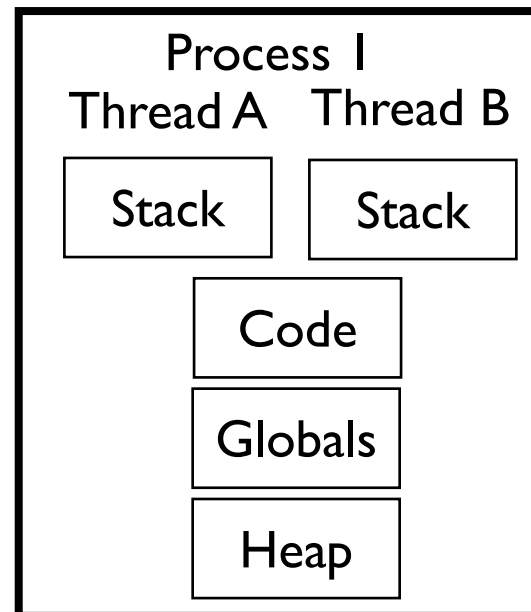 Process 1
Thread A Thread B
Stack Stack
Code
Globals
Heap